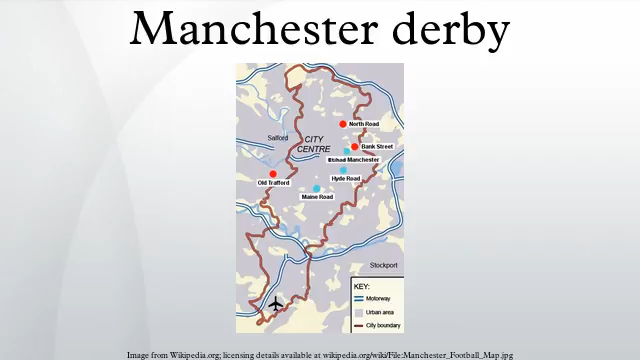 Manchester derby
North Road
Salford
CITY
CENTRE
Bank Street
Etihad Manchester
Hyde Road
Old Trafford
Maine Road
Stockport
KEY:
Motorway
Urban area
City boundary
Image from Wikipedia.org; licensing details available at wikipedia.org/wiki/File:Manchester_Football_Map.jpg